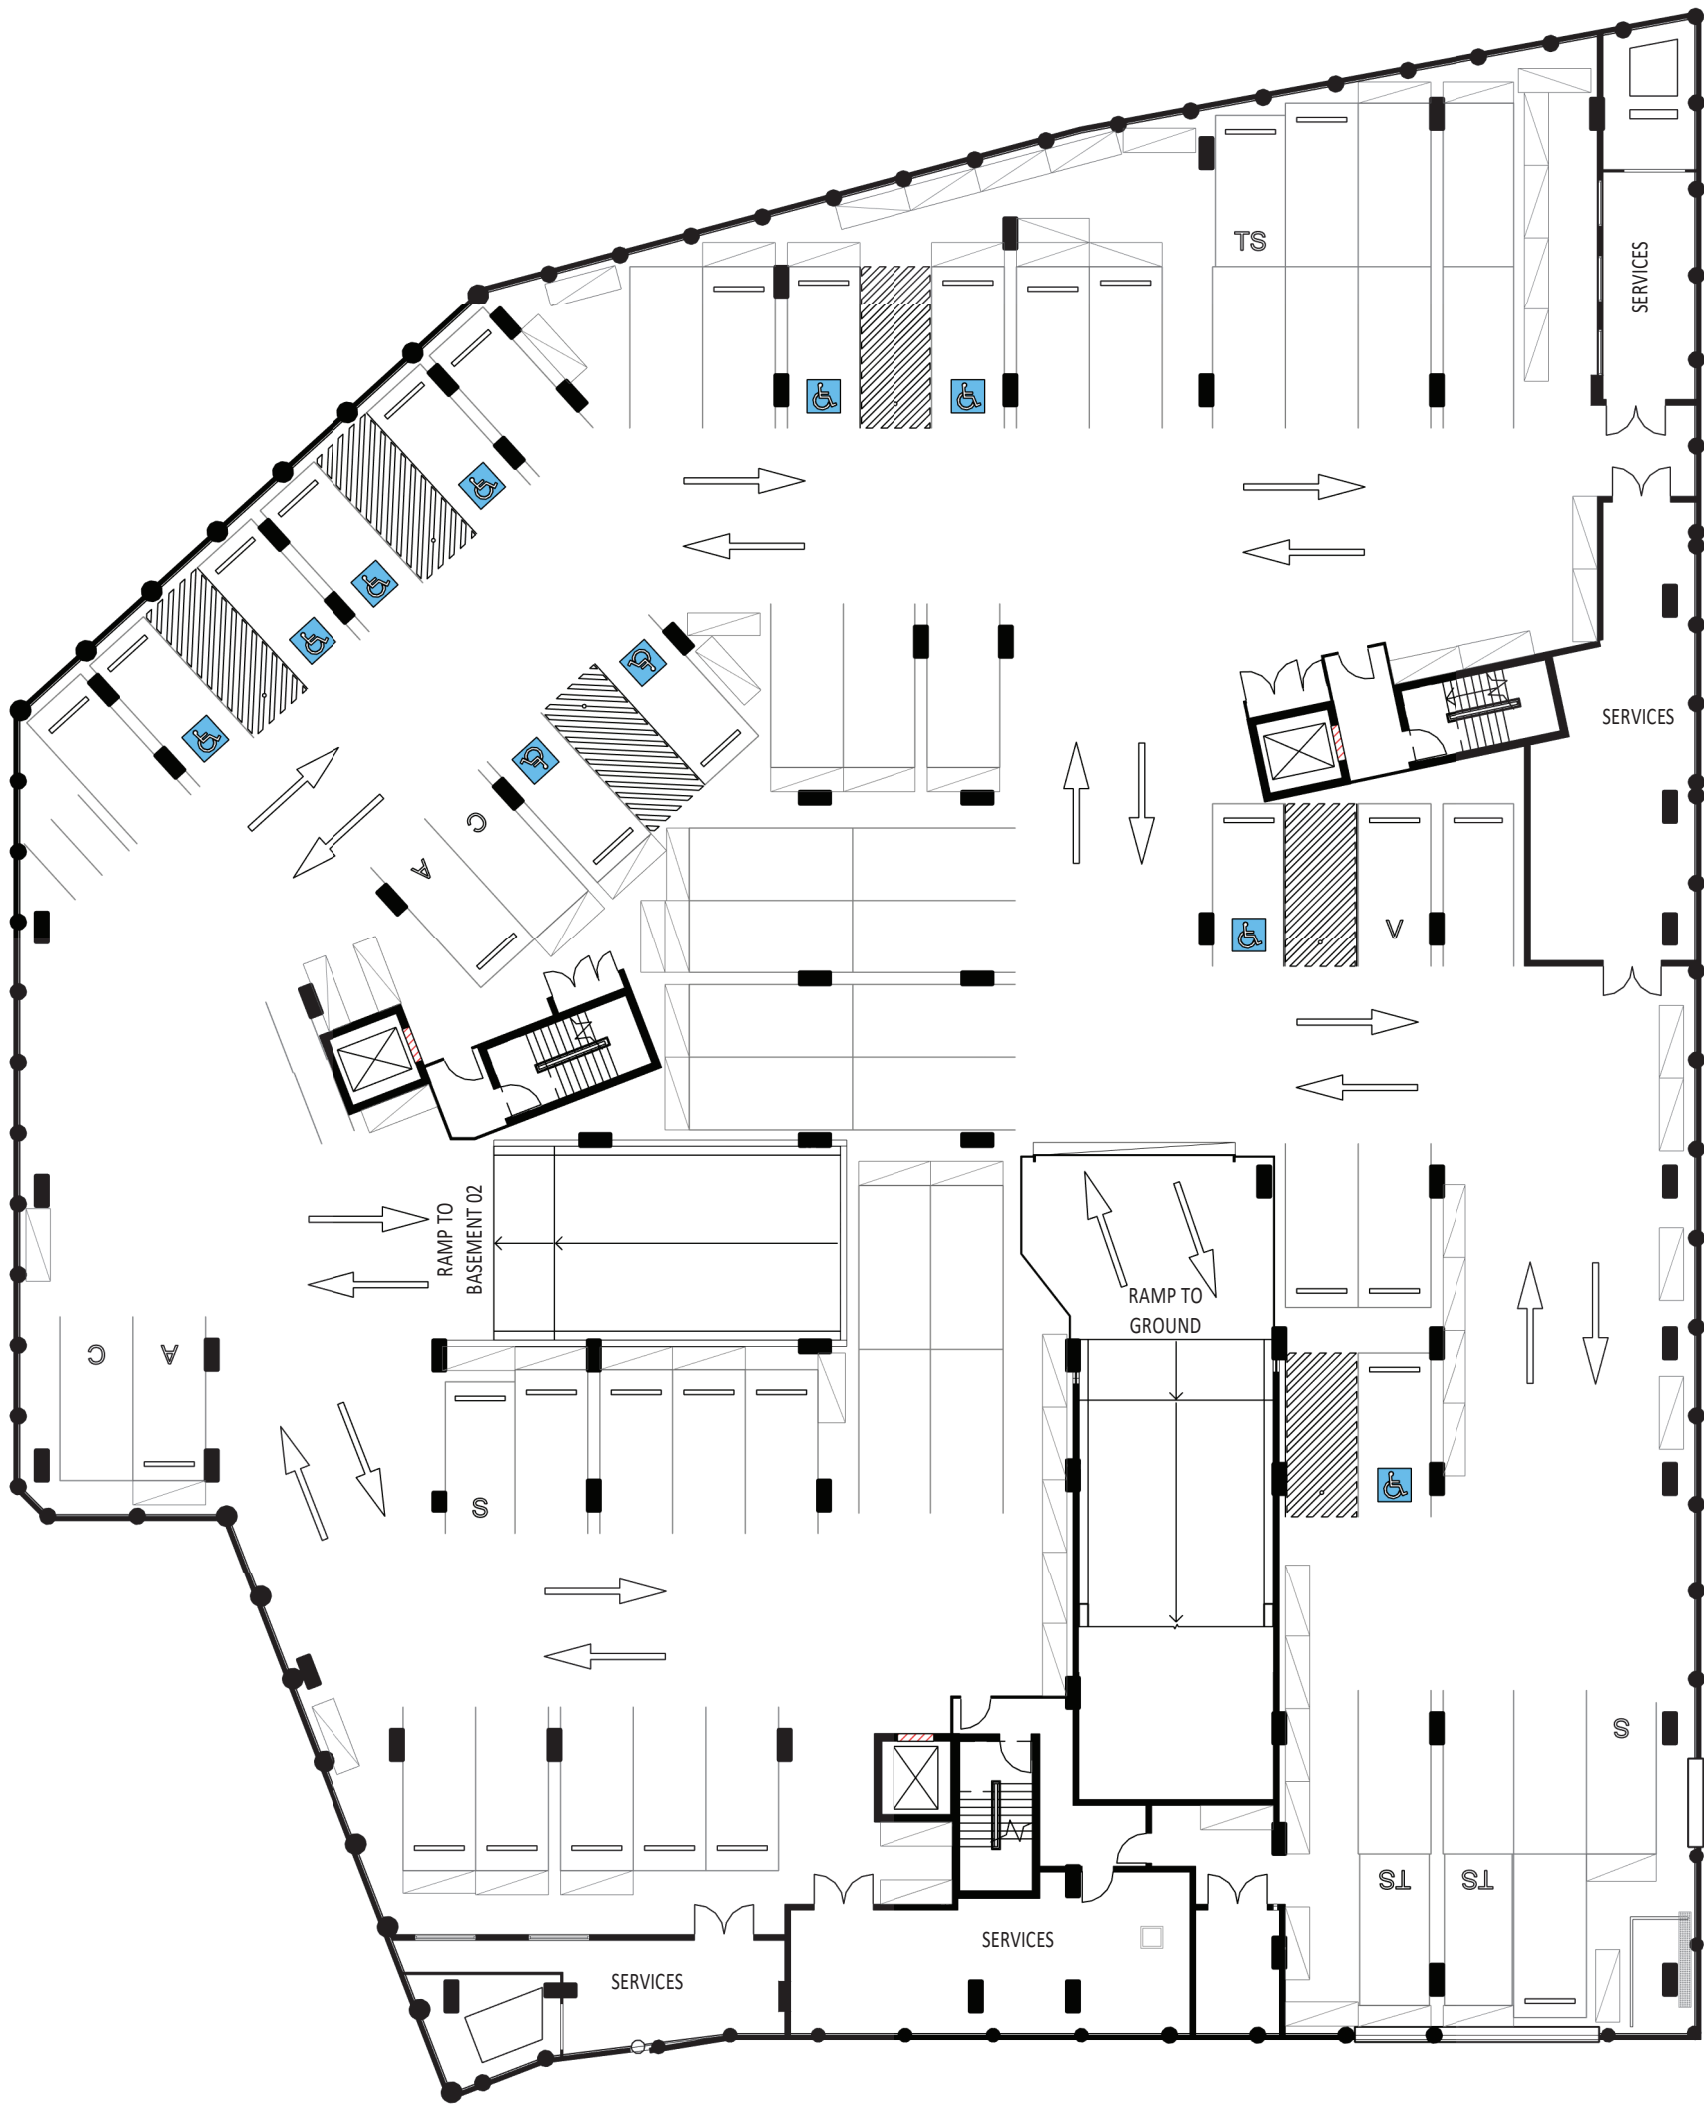 TS
SERVICES
SERVICES
C
A
V
RAMP TO
BASEMENT 02
RAMP TO
GROUND
C
A
S
S
TS
TS
SERVICES
SERVICES